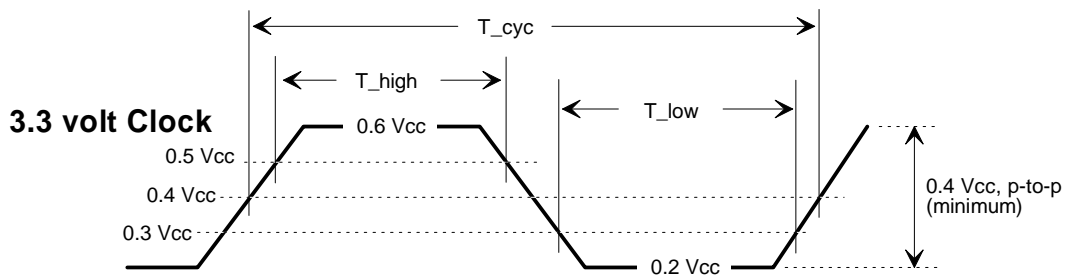 T_cyc
T_high
T_low
3.3 volt Clock
0.6 Vcc
0.5 Vcc
0.4 Vcc
0.3 Vcc
0.2 Vcc
0.4 Vcc, p-to-p
(minimum)